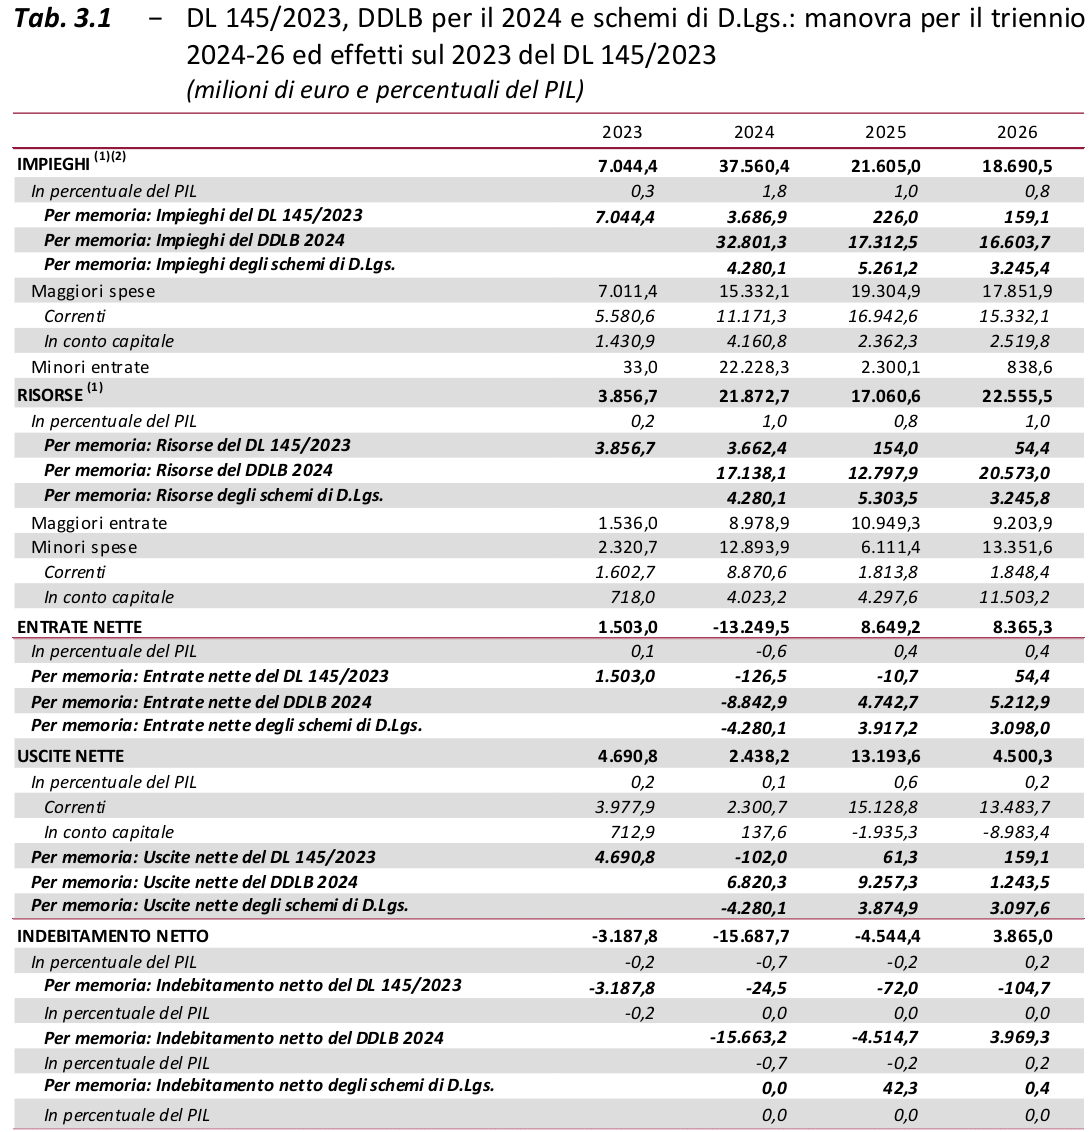 Tab. 3.1 – DL 145/2023, DDLB per il 2024 e schemi di D.Lgs.: manovra per il triennio
2024-26 ed effetti sul 2023 del DL 145/2023
(milioni di euro e percentuali del PIL)
2023 2024 2025 2026
IMPIEGHI (1)(2) 7.044,4 37.560,4 21.605,0 18.690,5
In percentuale del PIL 0,3 1,8 1,0 0,8
Per memoria: Impieghi del DL 145/2023 7.044,4 3.686,9 226,0 159,1
Per memoria: Impieghi del DDLB 2024 32.801,3 17.312,5 16.603,7
Per memoria: Impieghi degli schemi di D.Lgs. 4.280,1 5.261,2 3.245,4
Maggiori spese 7.011,4 15.332,1 19.304,9 17.851,9
Correnti 5.580,6 11.171,3 16.942,6 15.332,1
In conto capitale 1.430,9 4.160,8 2.362,3 2.519,8
Minori entrate 33,0 22.228,3 2.300,1 838,6
RISORSE (1) 3.856,7 21.872,7 17.060,6 22.555,5
In percentuale del PIL 0,2 1,0 0,8 1,0
Per memoria: Risorse del DL 145/2023 3.856,7 3.662,4 154,0 54,4
Per memoria: Risorse del DDLB 2024 17.138,1 12.797,9 20.573,0
Per memoria: Risorse degli schemi di D.Lgs. 4.280,1 5.303,5 3.245,8
Maggiori entrate 1.536,0 8.978,9 10.949,3 9.203,9
Minori spese 2.320,7 12.893,9 6.111,4 13.351,6
Correnti 1.602,7 8.870,6 1.813,8 1.848,4
In conto capitale 718,0 4.023,2 4.297,6 11.503,2
ENTRATE NETTE 1.503,0 -13.249,5 8.649,2 8.365,3
In percentuale del PIL 0,1 -0,6 0,4 0,4
Per memoria: Entrate nette del DL 145/2023 1.503,0 -126,5 -10,7 54,4
Per memoria: Entrate nette del DDLB 2024 -8.842,9 4.742,7 5.212,9
Per memoria: Entrate nette degli schemi di D.Lgs. -4.280,1 3.917,2 3.098,0
USCITE NETTE 4.690,8 2.438,2 13.193,6 4.500,3
In percentuale del PIL 0,2 0,1 0,6 0,2
Correnti 3.977,9 2.300,7 15.128,8 13.483,7
In conto capitale 712,9 137,6 -1.935,3 -8.983,4
Per memoria: Uscite nette del DL 145/2023 4.690,8 -102,0 61,3 159,1
Per memoria: Uscite nette del DDLB 2024 6.820,3 9.257,3 1.243,5
Per memoria: Uscite nette degli schemi di D.Lgs. -4.280,1 3.874,9 3.097,6
INDEBITAMENTO NETTO -3.187,8 -15.687,7 -4.544,4 3.865,0
In percentuale del PIL -0,2 -0,7 -0,2 0,2
Per memoria: Indebitamento netto del DL 145/2023 -3.187,8 -24,5 -72,0 -104,7
In percentuale del PIL -0,2 0,0 0,0 0,0
Per memoria: Indebitamento netto del DDLB 2024 -15.663,2 -4.514,7 3.969,3
In percentuale del PIL -0,7 -0,2 0,2
Per memoria: Indebitamento netto degli schemi di D.Lgs. 0,0 42,3 0,4
In percentuale del PIL 0,0 0,0 0,0